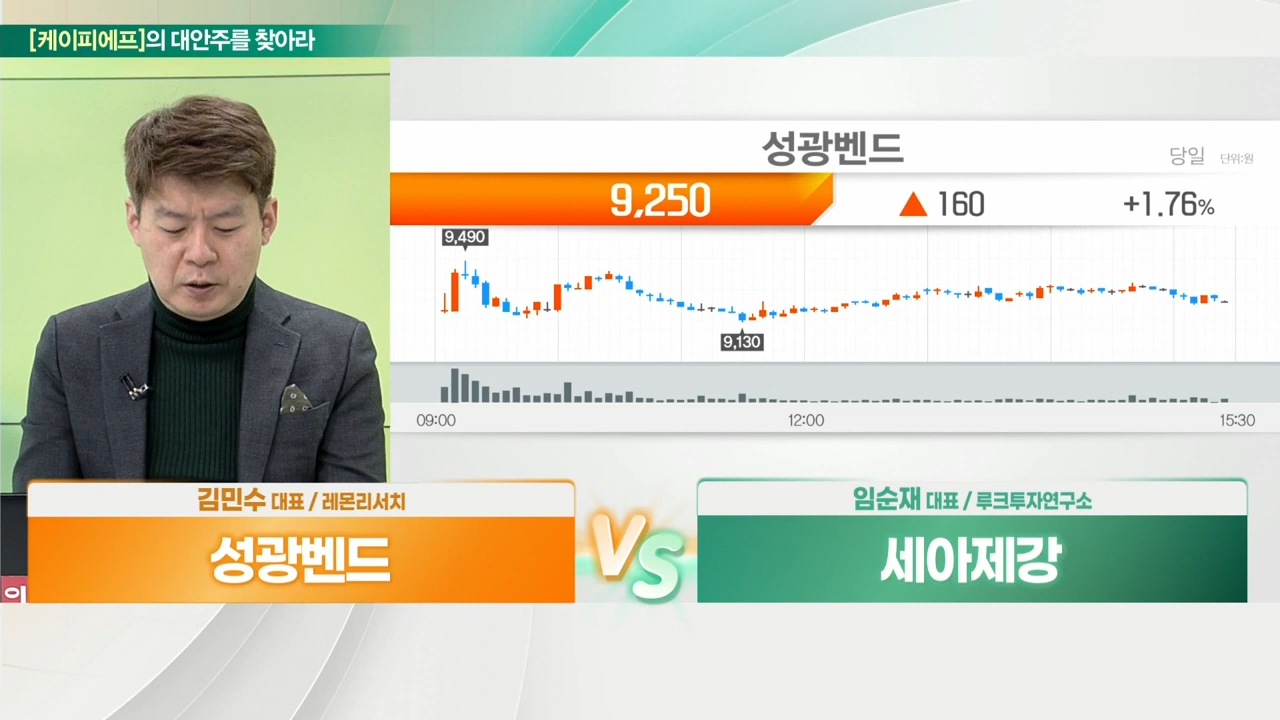 [케이피에프]의 대안주를 찾아라
성광벤드
당일 단위:원
9,250 ▲ 160 +1.76%
9,490
9,130
09:00 12:00 15:30
김민수 대표 / 레몬리서치
성광벤드
VS
임순재 대표 / 루크투자연구소
세아제강
의